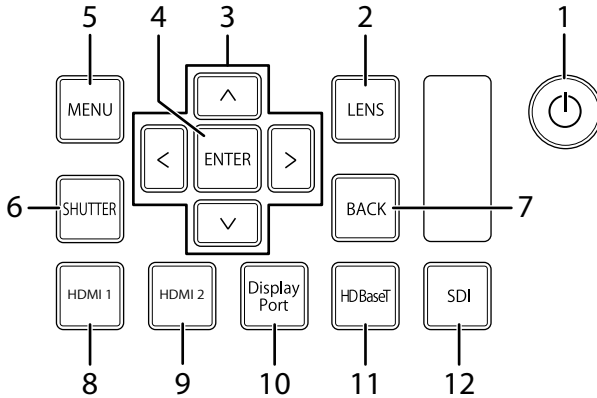 5 4 3 2 1
MENU
LENS
ENTER
6 SHUTTER
BACK 7
HDMI 1
HDMI 2
Display
Port
HDBaseT
SDI
8 9 10 11 12